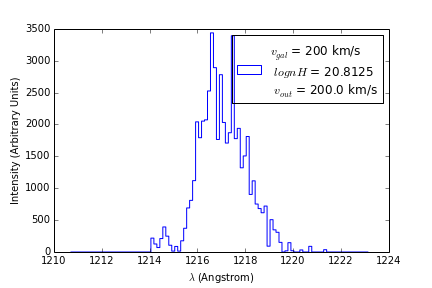 3500
3000
2500
2000
1500
1000
500
0
Intensity (Arbitrary Units)
v_gal = 200 km/s
lognH = 20.8125
v_out = 200.0 km/s
1210 1212 1214 1216 1218 1220 1222 1224
λ (Angstrom)